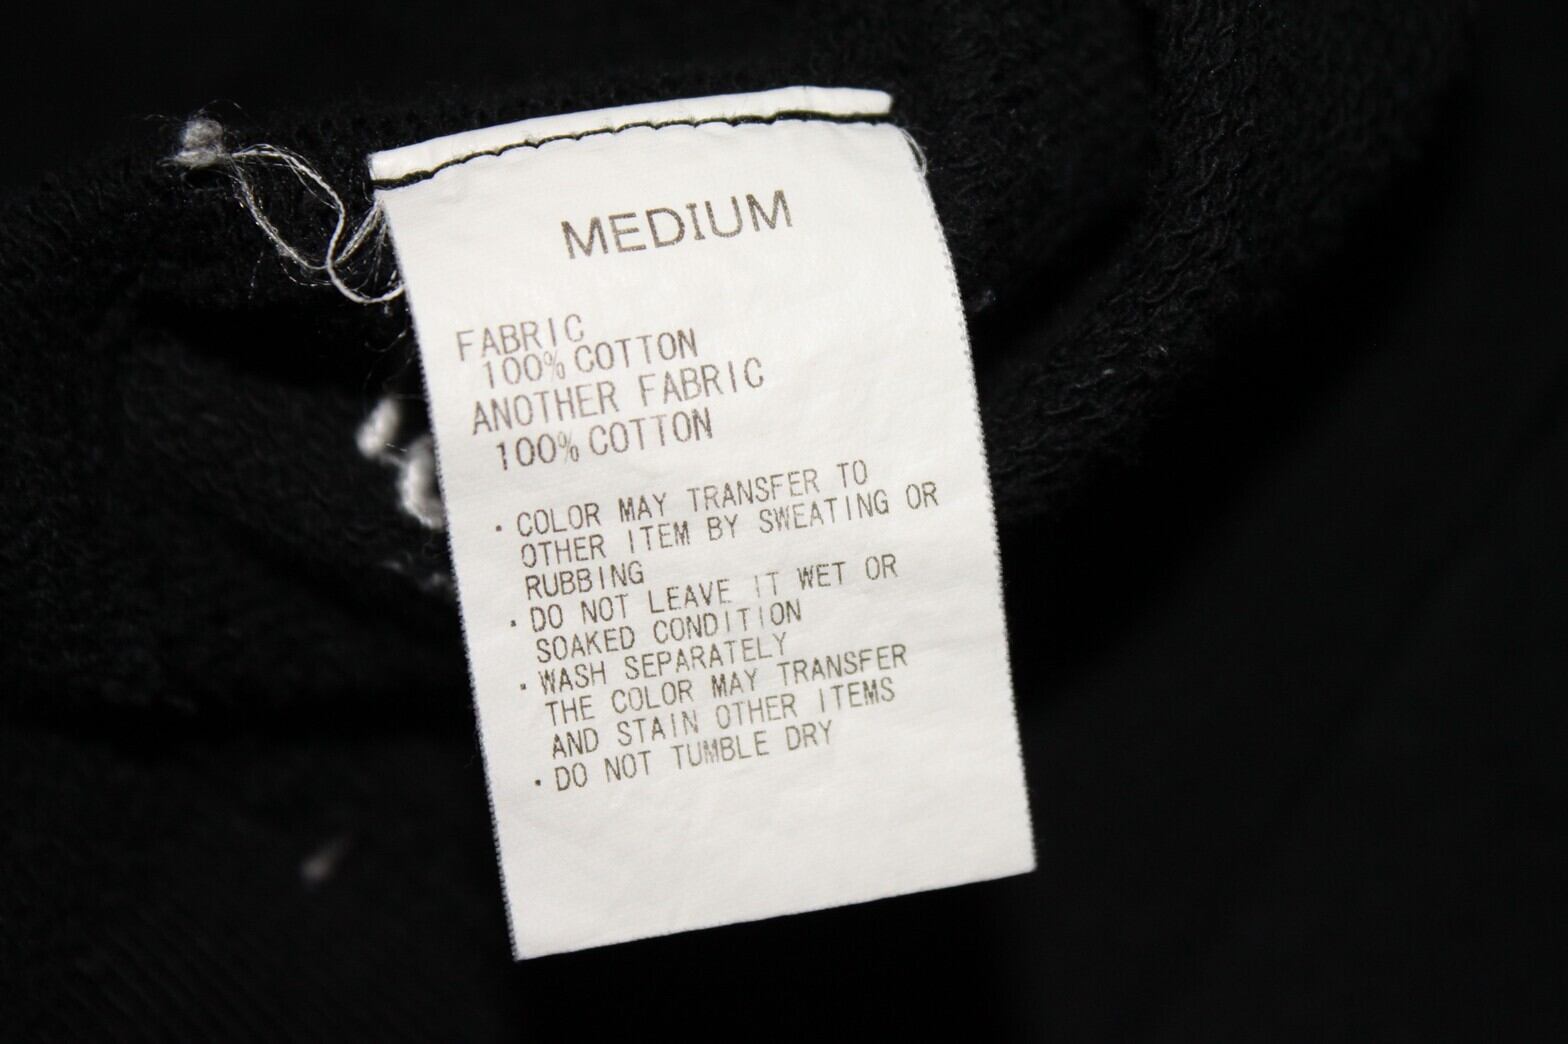 MEDIUM
FABRIC
100% COTTON
ANOTHER FABRIC
100% COTTON
· COLOR MAY TRANSFER TO
OTHER ITEM BY SWEATING OR
RUBBING
· DO NOT LEAVE IT WET OR
SOAKED CONDITION
· WASH SEPARATELY
THE COLOR MAY TRANSFER
AND STAIN OTHER ITEMS
· DO NOT TUMBLE DRY